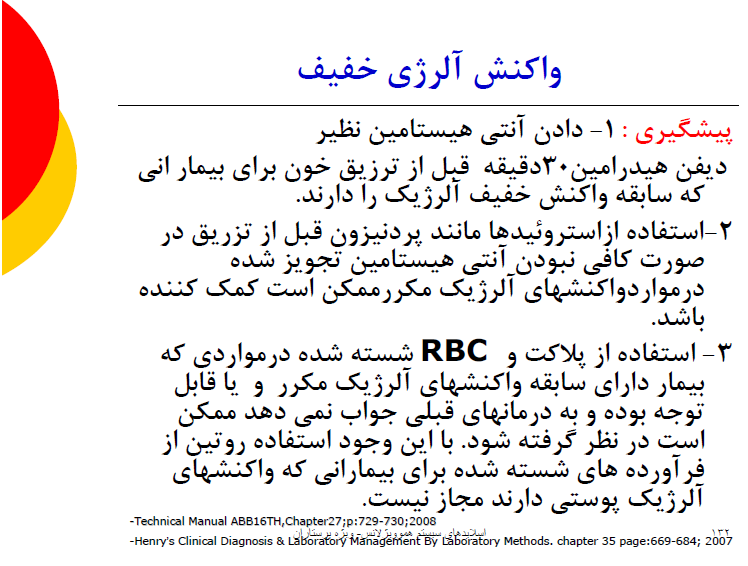 واکنش آلرژی خفیف
پیشگیری : ۱- دادن آنتی هیستامین نظیر
دیفن هیدرامین۳۰دقیقه قبل از ترزیق خون برای بیمار انی
که سابقه واکنش خفیف آلرژیک را دارند.
۲-استفاده ازاستروئیدها مانند پردنیزون قبل از تزریق در
صورت کافی نبودن آنتی هیستامین تجویز شده
درمواردواکنشهای آلرژیک مکررممکن است کمک کننده
باشد.
۳- استفاده از پلاکت و RBC شسته شده درمواردی که
بیمار دارای سابقه واکنشهای آلرژیک مکرر و یا قابل
توجه بوده و به درمانهای قبلی جواب نمی دهد ممکن
است در نظر گرفته شود. با این وجود استفاده روتین از
فرآورده های شسته شده برای بیمارانی که واکنشهای
آلرژیک پوستی دارند مجاز نیست.
-Technical Manual ABB16TH,Chapter27;p:729-730;2008
اسلایدهای سیستم هموویژلانس- ویژه پرستاران
۱۳۲
-Henry's Clinical Diagnosis & Laboratory Management By Laboratory Methods. chapter 35 page:669-684; 2007